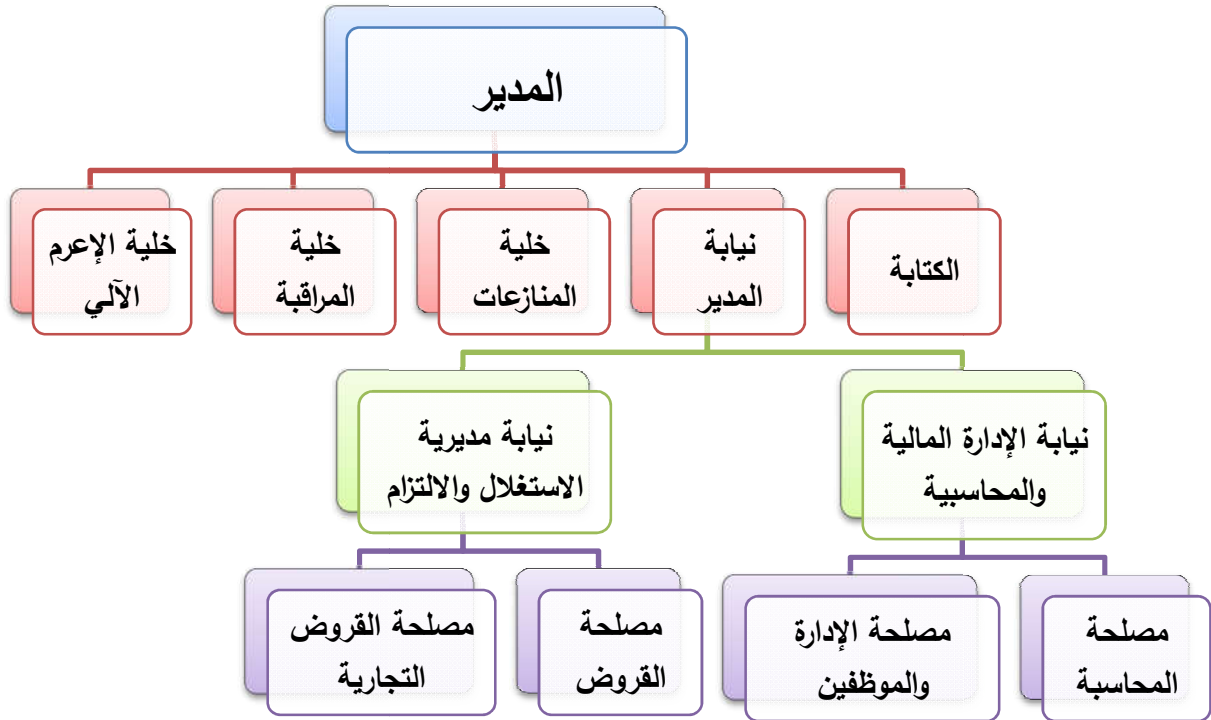 المدير
الكتابة
نيابة
المدير
خلية
المنازعات
خلية
المراقبة
خلية الإعرم
الآلي
نيابة الإدارة المالية
والمحاسبية
نيابة مديرية
الاستغلال والالتزام
مصلحة
المحاسبة
مصلحة الإدارة
والموظفين
مصلحة
القروض
مصلحة القروض
التجارية